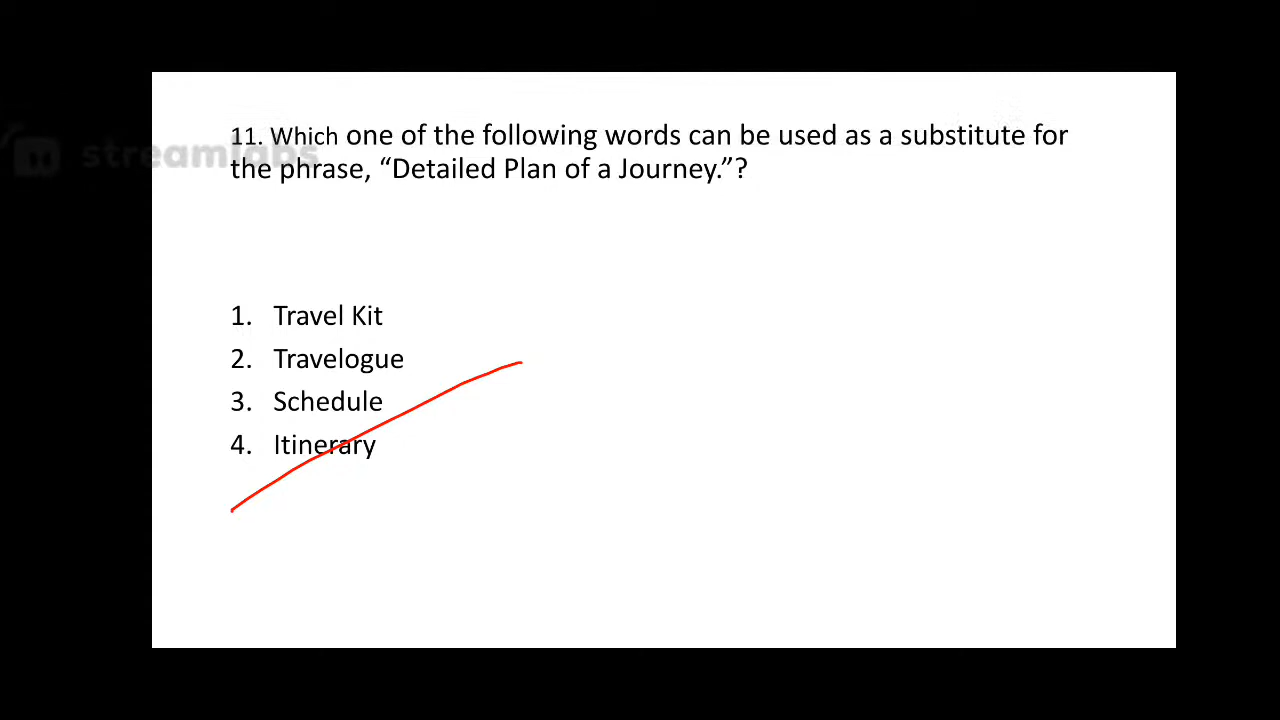 11. Which one of the following words can be used as a substitute for
the phrase, “Detailed Plan of a Journey.”?
streamlabs
1. Travel Kit
2. Travelogue
3. Schedule
4. Itinerary